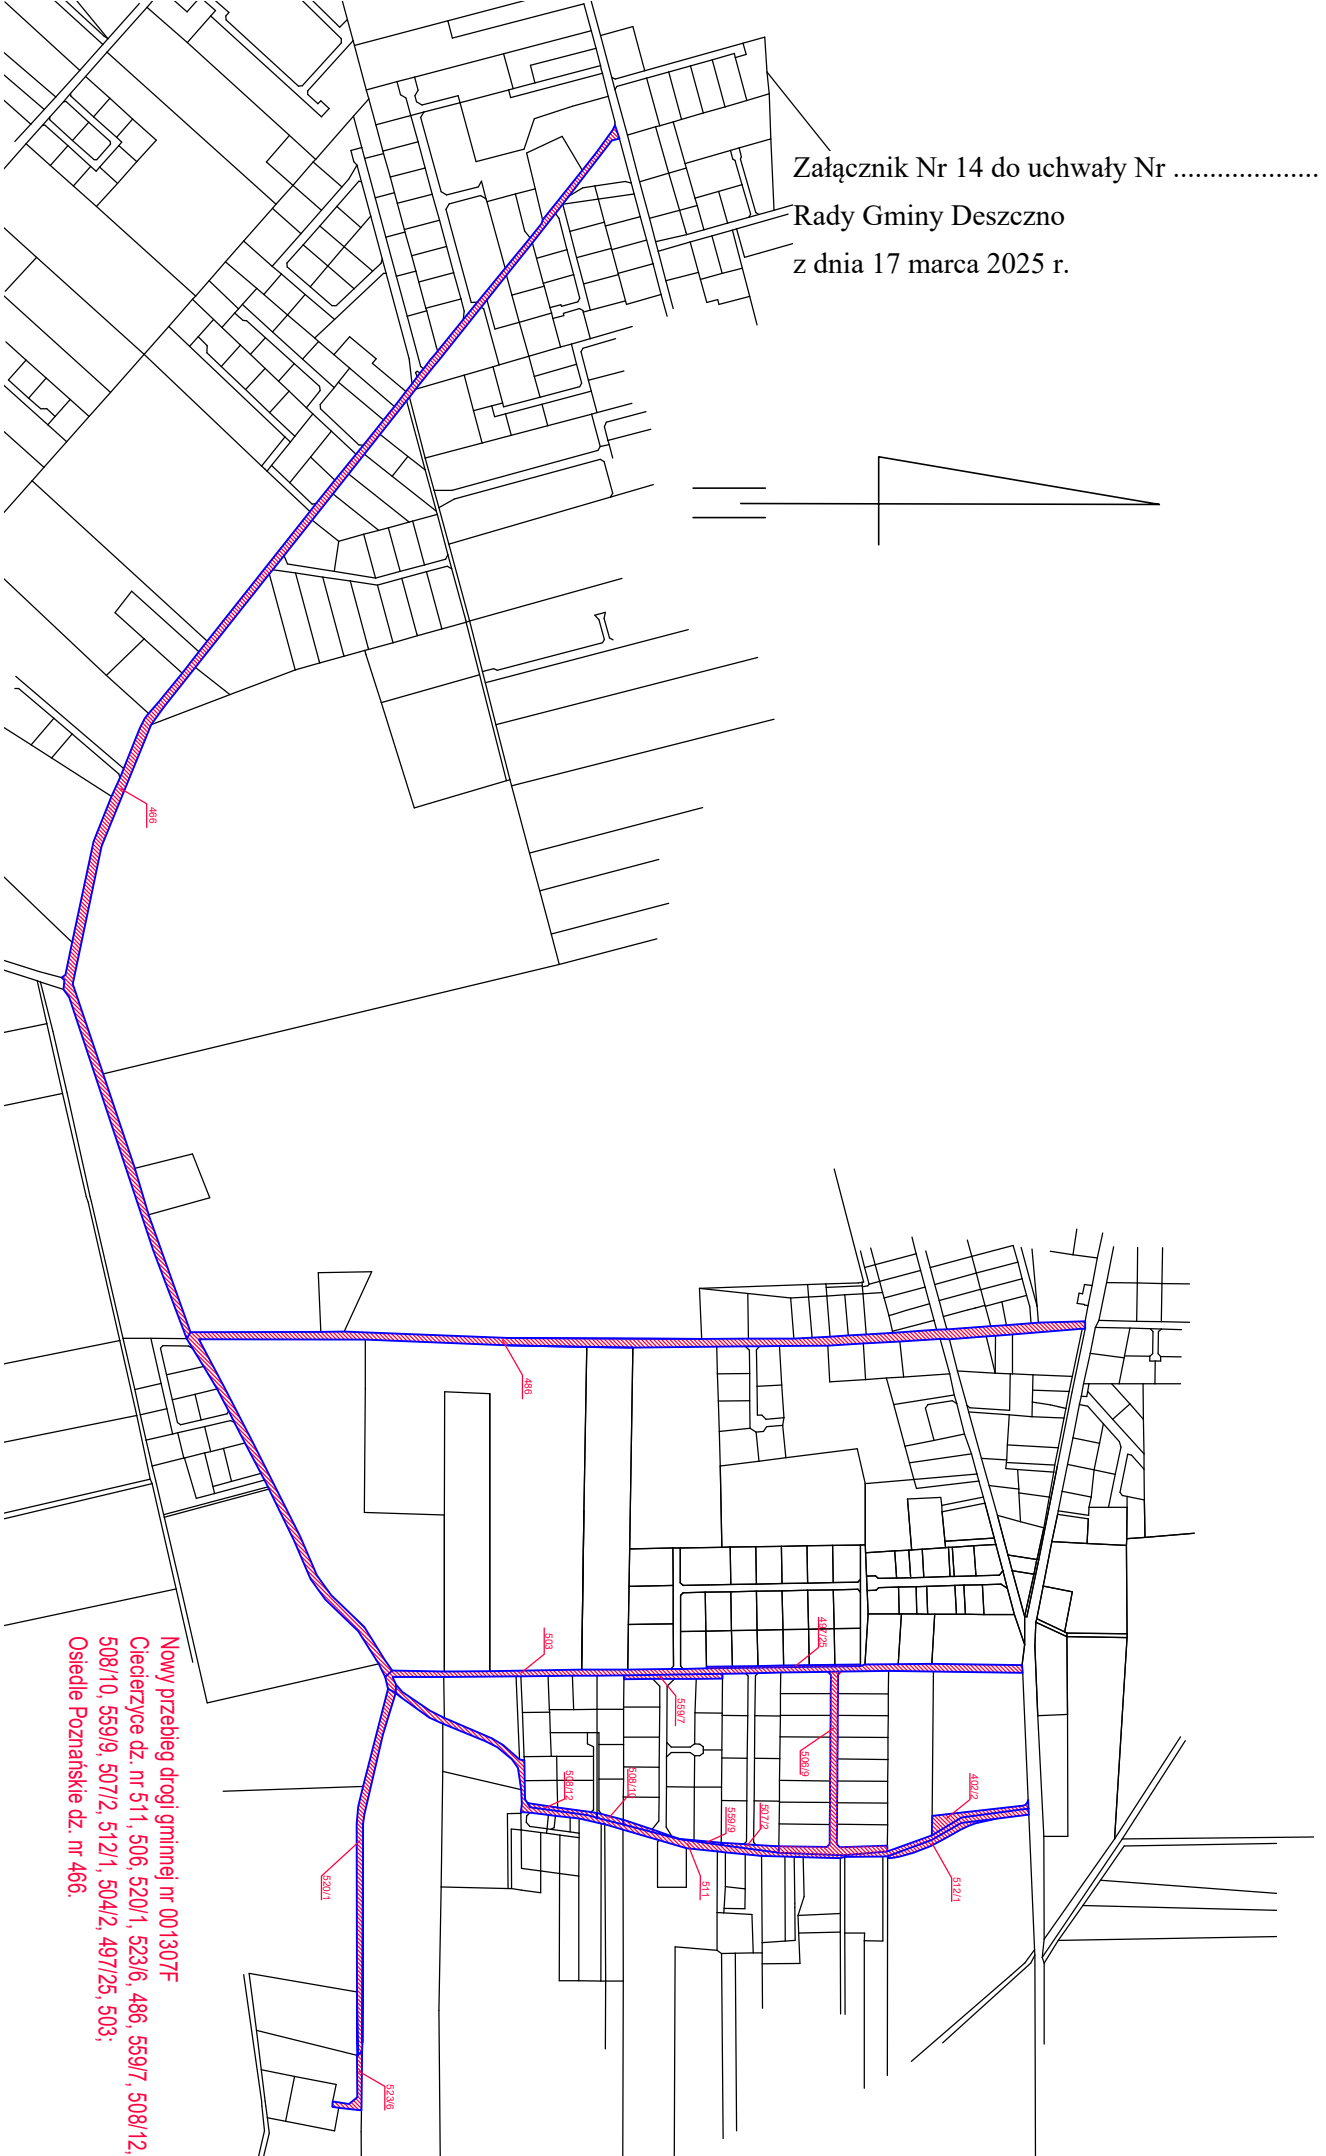 Załącznik Nr 14 do uchwały Nr ....................
Rady Gminy Deszczno
z dnia 17 marca 2025 r.
466
486
503
497/25
559/7
506/9
402/2
508/12
508/10
559/9
507/2
511
512/1
520/1
523/6
Nowy przebieg drogi gminnej nr 001307F
Ciecierzyce dz. nr 511, 506, 520/1, 523/6, 486, 559/7, 508/12,
508/10, 559/9, 507/2, 512/1, 504/2, 497/25, 503;
Osiedle Poznańskie dz. nr 466.